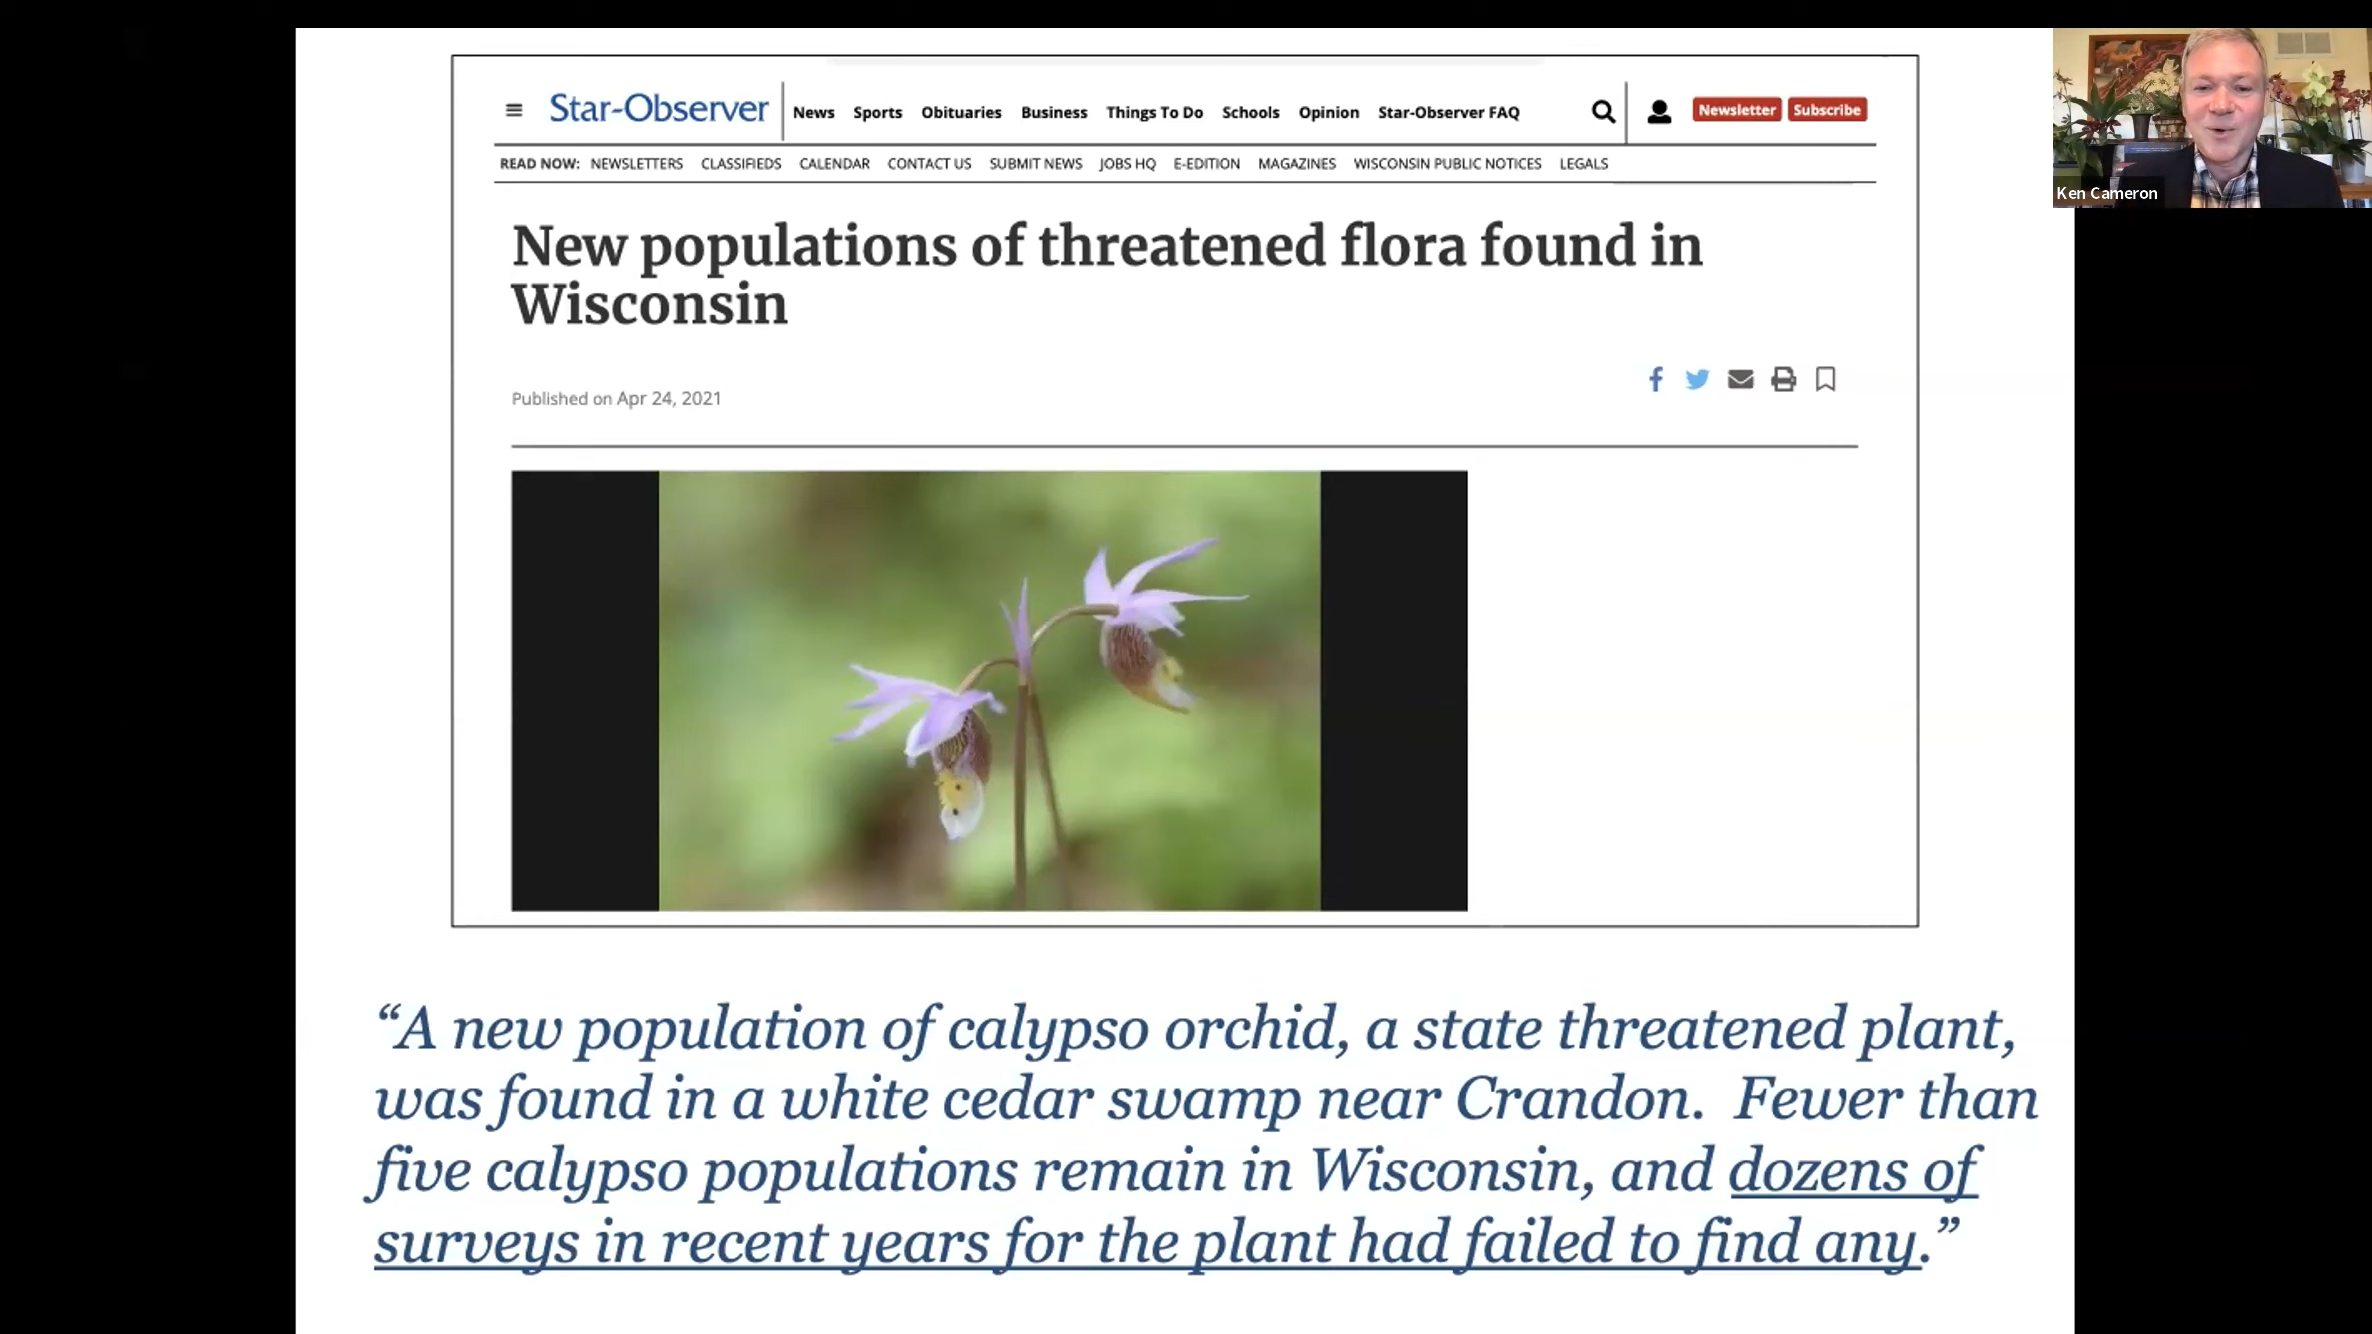 Star-Observer News Sports Obituaries Business Things To Do Schools Opinion Star-Observer FAQ Newsletter Subscribe
READ NOW: NEWSLETTERS CLASSIFIEDS CALENDAR CONTACT US SUBMIT NEWS JOBS HQ E-EDITION MAGAZINES WISCONSIN PUBLIC NOTICES LEGALS
Ken Cameron
New populations of threatened flora found in
Wisconsin
Published on Apr 24, 2021
“A new population of calypso orchid, a state threatened plant,
was found in a white cedar swamp near Crandon. Fewer than
five calypso populations remain in Wisconsin, and dozens of
surveys in recent years for the plant had failed to find any.”